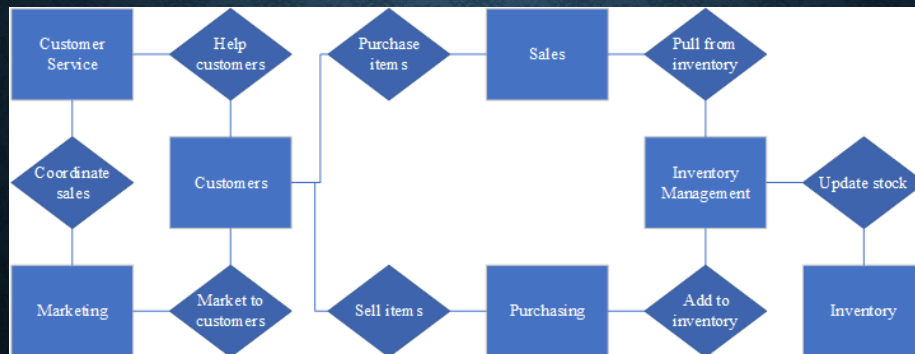 Customer
Service
Help
customers
Purchase
items
Sales
Pull from
inventory
Coordinate
sales
Customers
Inventory
Management
Update stock
Marketing
Market to
customers
Sell items
Purchasing
Add to
inventory
Inventory